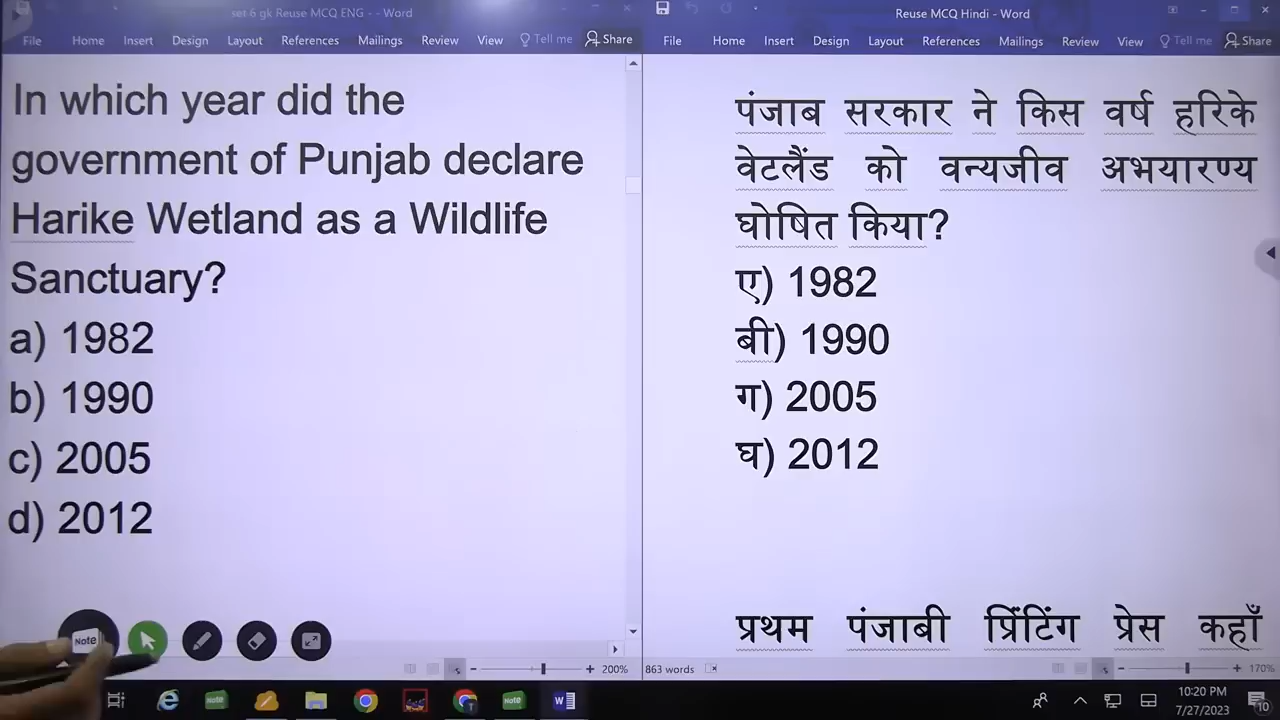 set 6 gk Reuse MCQ ENG - - Word
File Home Insert Design Layout References Mailings Review View Tell me Share
In which year did the
government of Punjab declare
Harike Wetland as a Wildlife
Sanctuary?
a) 1982
b) 1990
c) 2005
d) 2012
Note
200%
Reuse MCQ Hindi - Word
File Home Insert Design Layout References Mailings Review View Tell me Share
पंजाब सरकार ने किस वर्ष हरिके
वेटलैंड को वन्यजीव अभयारण्य
घोषित किया?
ए) 1982
बी) 1990
ग) 2005
घ) 2012
प्रथम पंजाबी प्रिंटिंग प्रेस कहाँ
863 words
170%
Note
Note
10:20 PM
7/27/2023
10